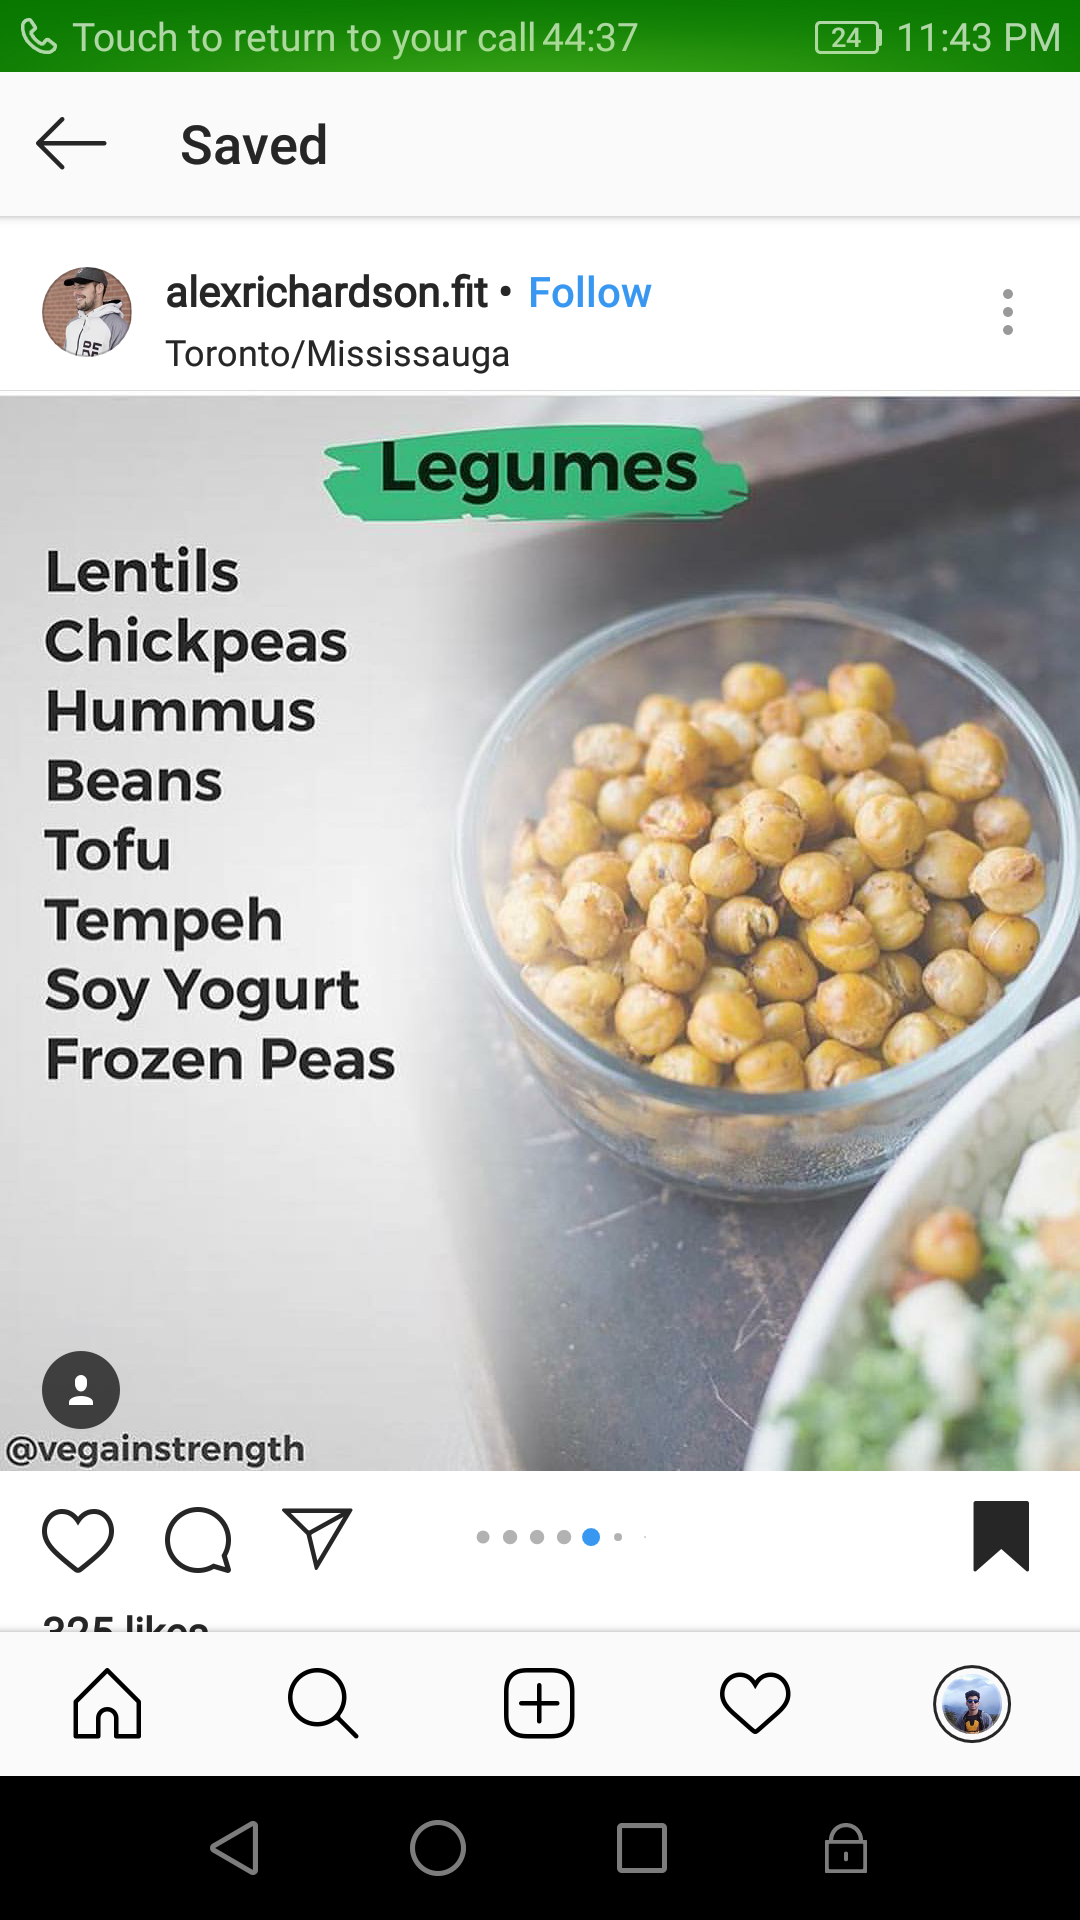 Touch to return to your call 44:37 24 11:43 PM
Saved
alexrichardson.fit • Follow
Toronto/Mississauga
Legumes
Lentils
Chickpeas
Hummus
Beans
Tofu
Tempeh
Soy Yogurt
Frozen Peas
@vegainstrength
325 likes